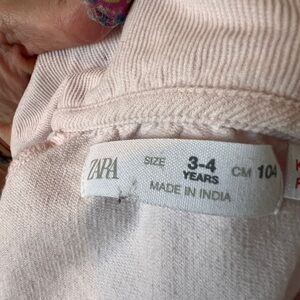 ZARA SIZE 3-4 YEARS CM 104
MADE IN INDIA